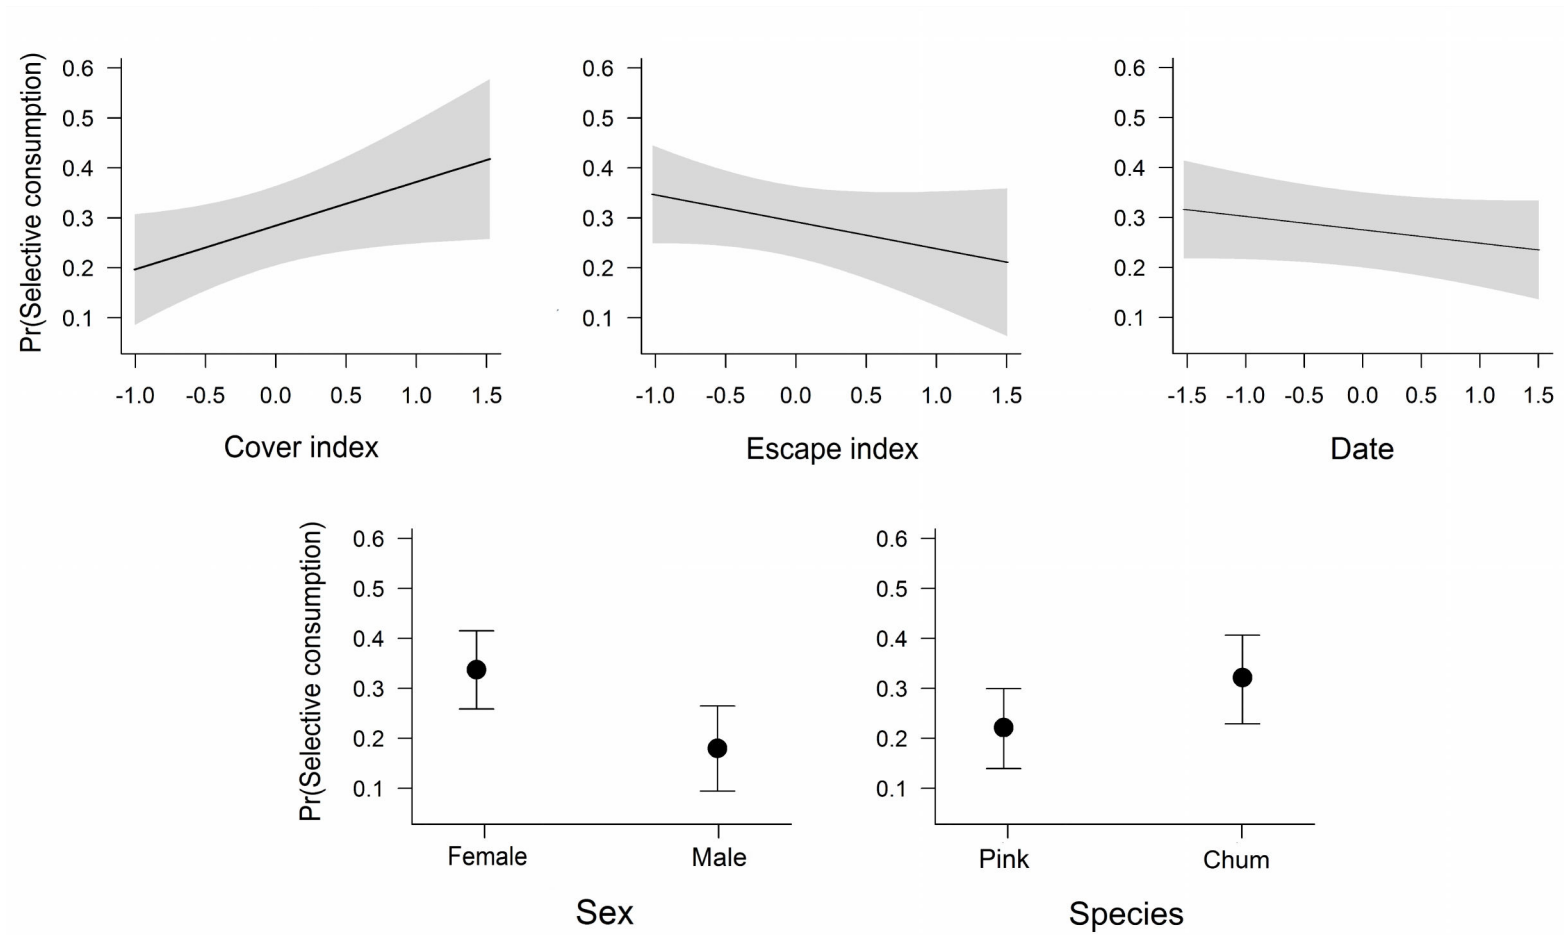 Pr(Selective consumption)
0.6 0.6 0.6
0.5 0.5 0.5
0.4 0.4 0.4
0.3 0.3 0.3
0.2 0.2 0.2
0.1 0.1 0.1
-1.0 -0.5 0.0 0.5 1.0 1.5 -1.0 -0.5 0.0 0.5 1.0 1.5 -1.5 -1.0 -0.5 0.0 0.5 1.0 1.5
Cover index Escape index Date
Pr(Selective consumption)
0.6 0.6
0.5 0.5
0.4 0.4
0.3 0.3
0.2 0.2
0.1 0.1
Female Male Pink Chum
Sex Species